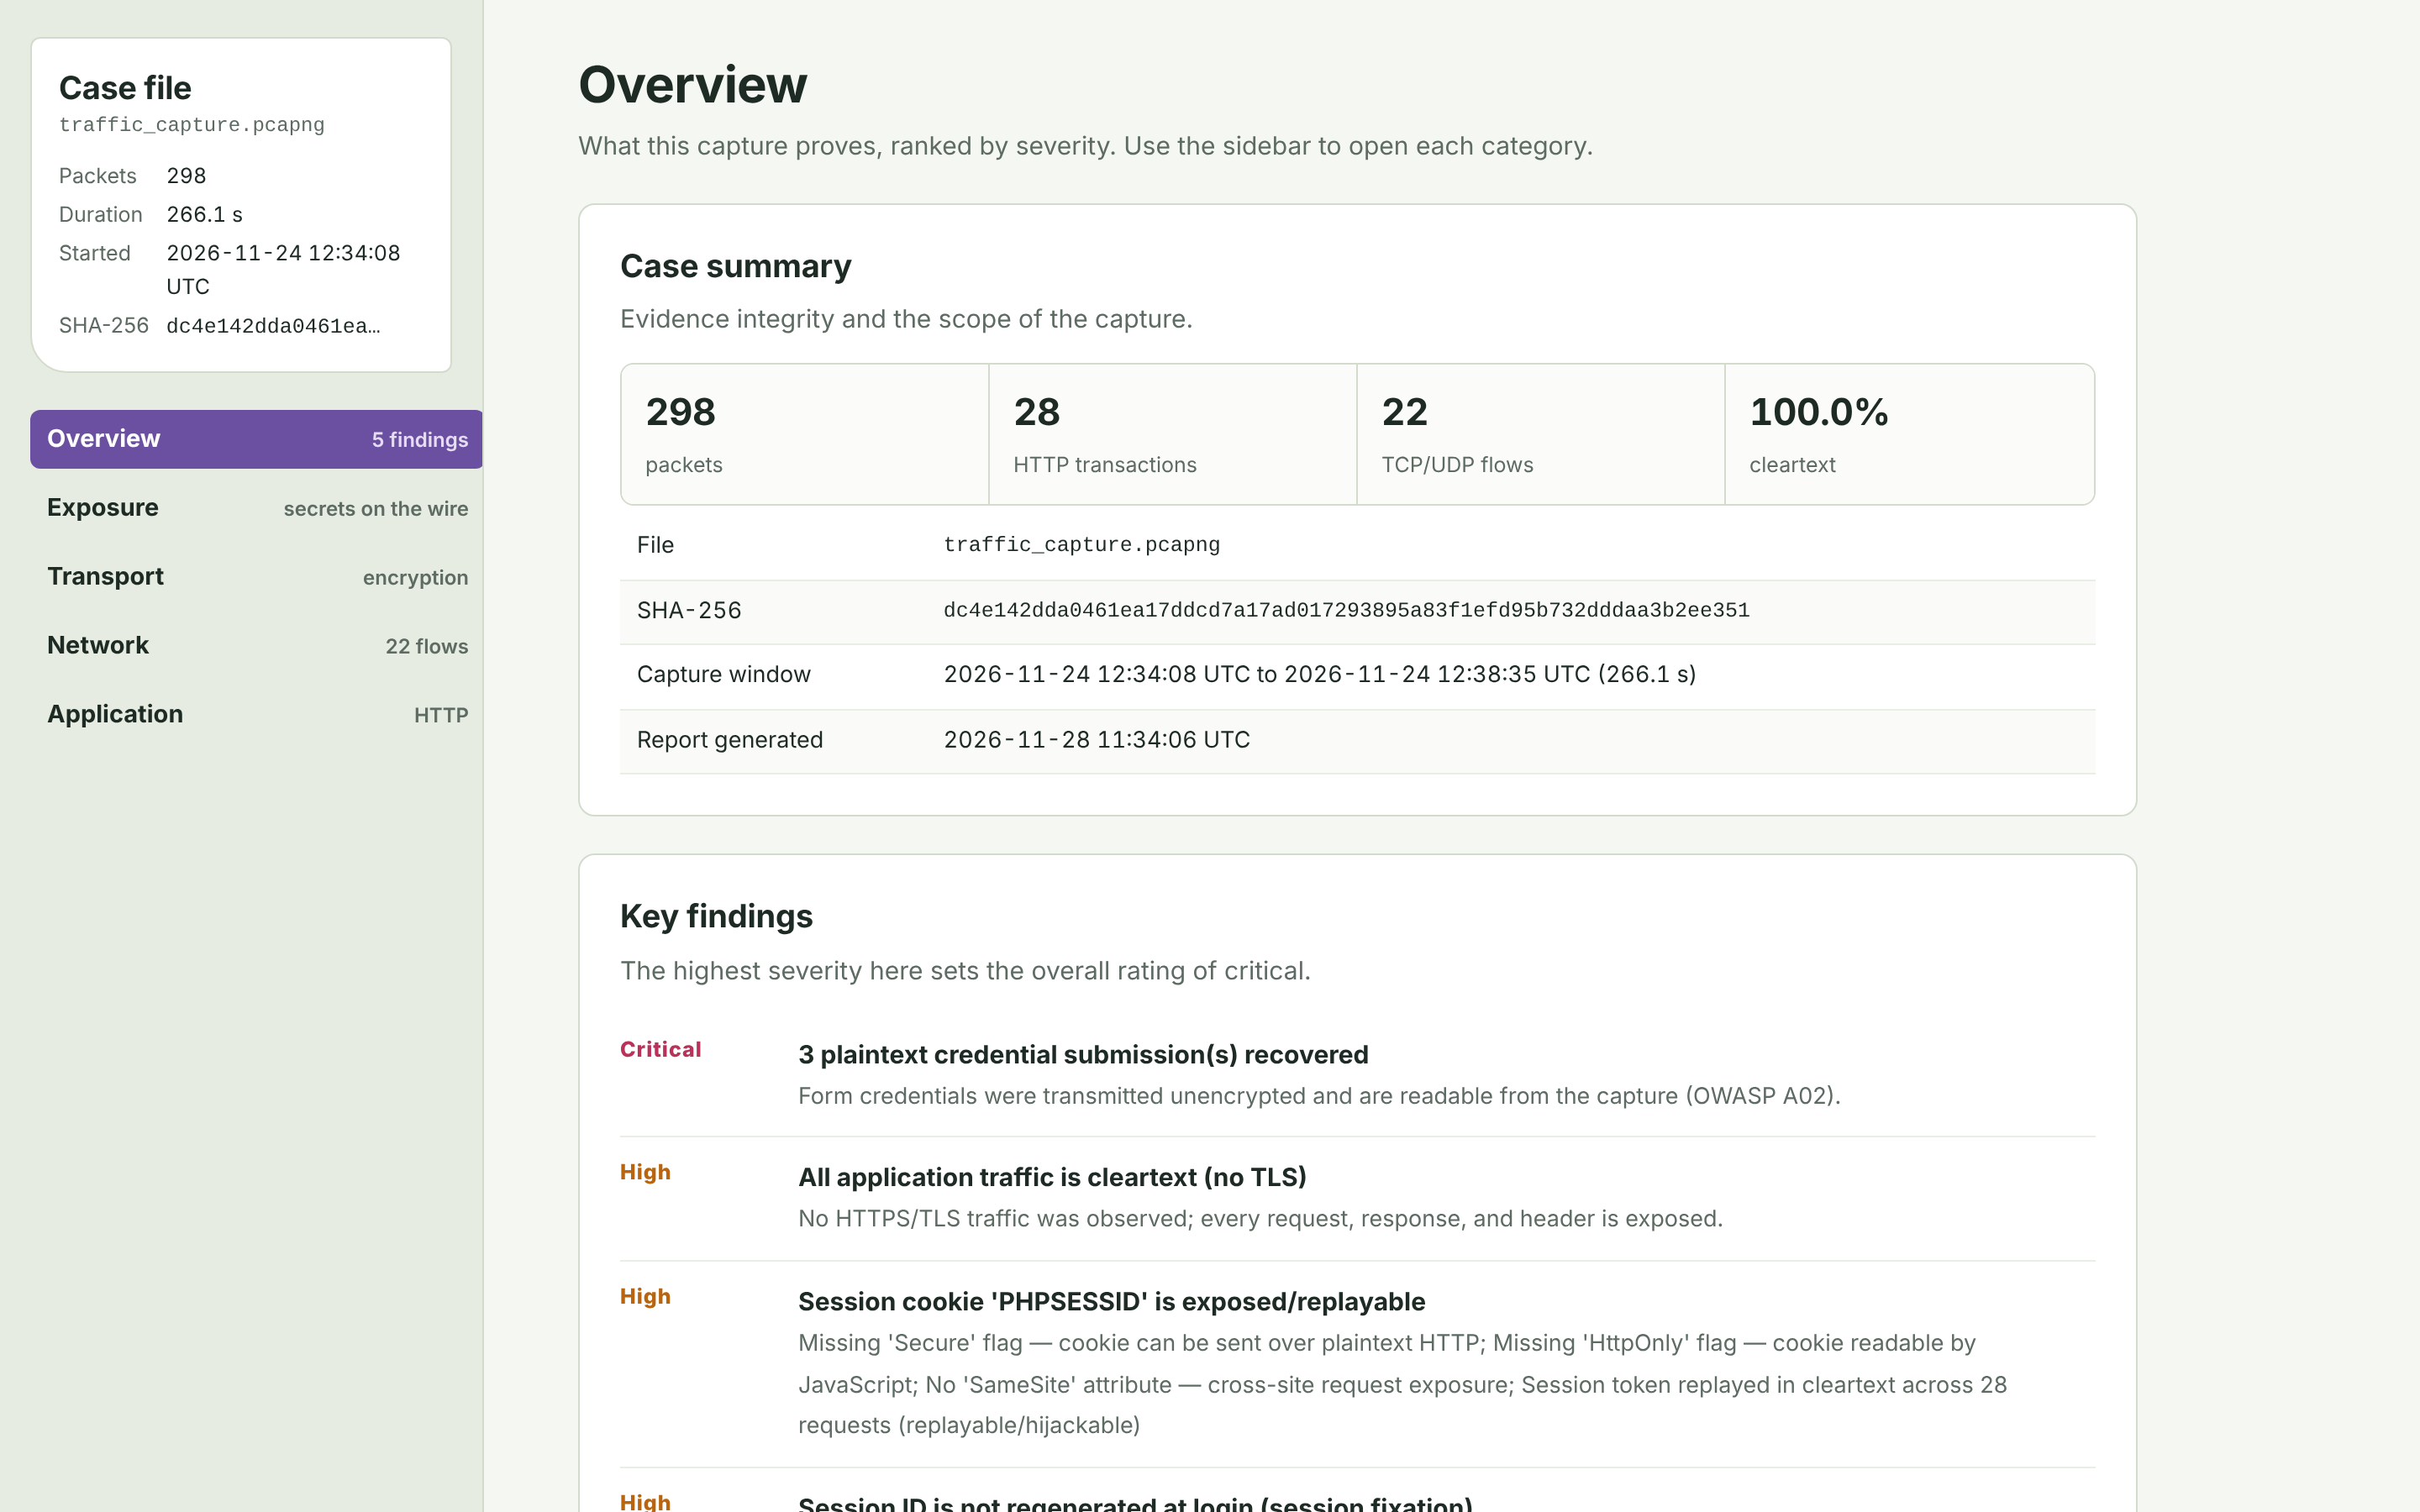 Case file
traffic_capture.pcapng
Packets 298
Duration 266.1 s
Started 2026-11-24 12:34:08
UTC
SHA-256 dc4e142dda0461ea…
Overview 5 findings
Exposure secrets on the wire
Transport encryption
Network 22 flows
Application HTTP
Overview
What this capture proves, ranked by severity. Use the sidebar to open each category.
Case summary
Evidence integrity and the scope of the capture.
298 28 22 100.0%
packets HTTP transactions TCP/UDP flows cleartext
File traffic_capture.pcapng
SHA-256 dc4e142dda0461ea17ddcd7a17ad017293895a83f1efd95b732dddaa3b2ee351
Capture window 2026-11-24 12:34:08 UTC to 2026-11-24 12:38:35 UTC (266.1 s)
Report generated 2026-11-28 11:34:06 UTC
Key findings
The highest severity here sets the overall rating of critical.
Critical 3 plaintext credential submission(s) recovered
Form credentials were transmitted unencrypted and are readable from the capture (OWASP A02).
High All application traffic is cleartext (no TLS)
No HTTPS/TLS traffic was observed; every request, response, and header is exposed.
High Session cookie 'PHPSESSID' is exposed/replayable
Missing 'Secure' flag — cookie can be sent over plaintext HTTP; Missing 'HttpOnly' flag — cookie readable by
JavaScript; No 'SameSite' attribute — cross-site request exposure; Session token replayed in cleartext across 28
requests (replayable/hijackable)
High Session ID is not regenerated at login (session fixation)